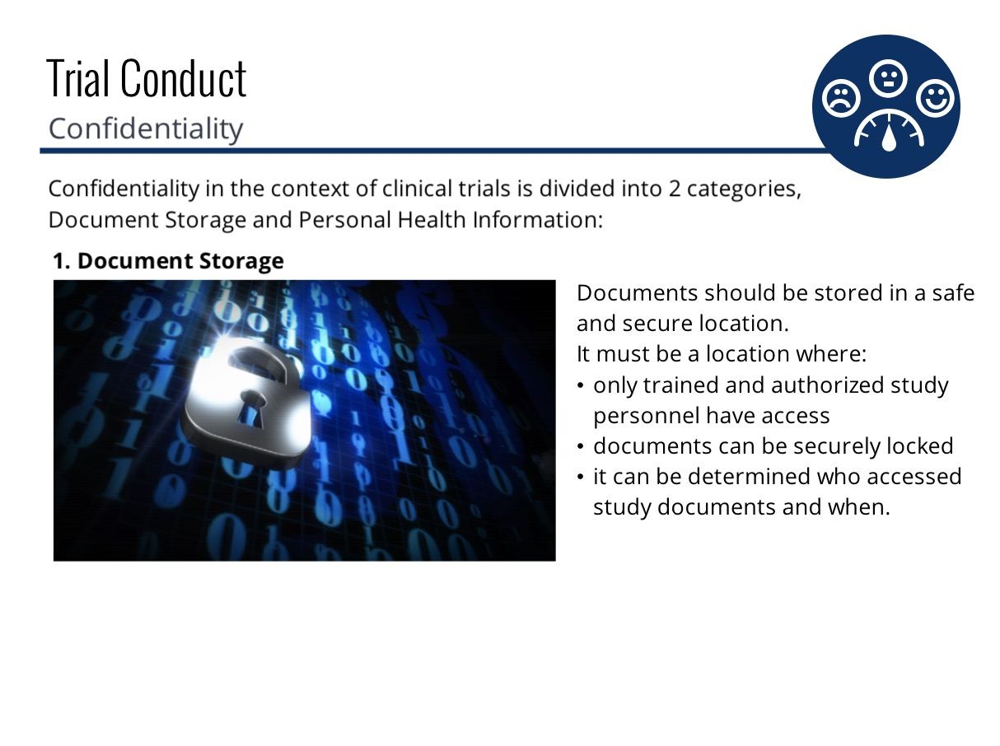 Trial Conduct
Confidentiality
Confidentiality in the context of clinical trials is divided into 2 categories,
Document Storage and Personal Health Information:
1. Document Storage
Documents should be stored in a safe
and secure location.
It must be a location where:
• only trained and authorized study
personnel have access
• documents can be securely locked
• it can be determined who accessed
study documents and when.